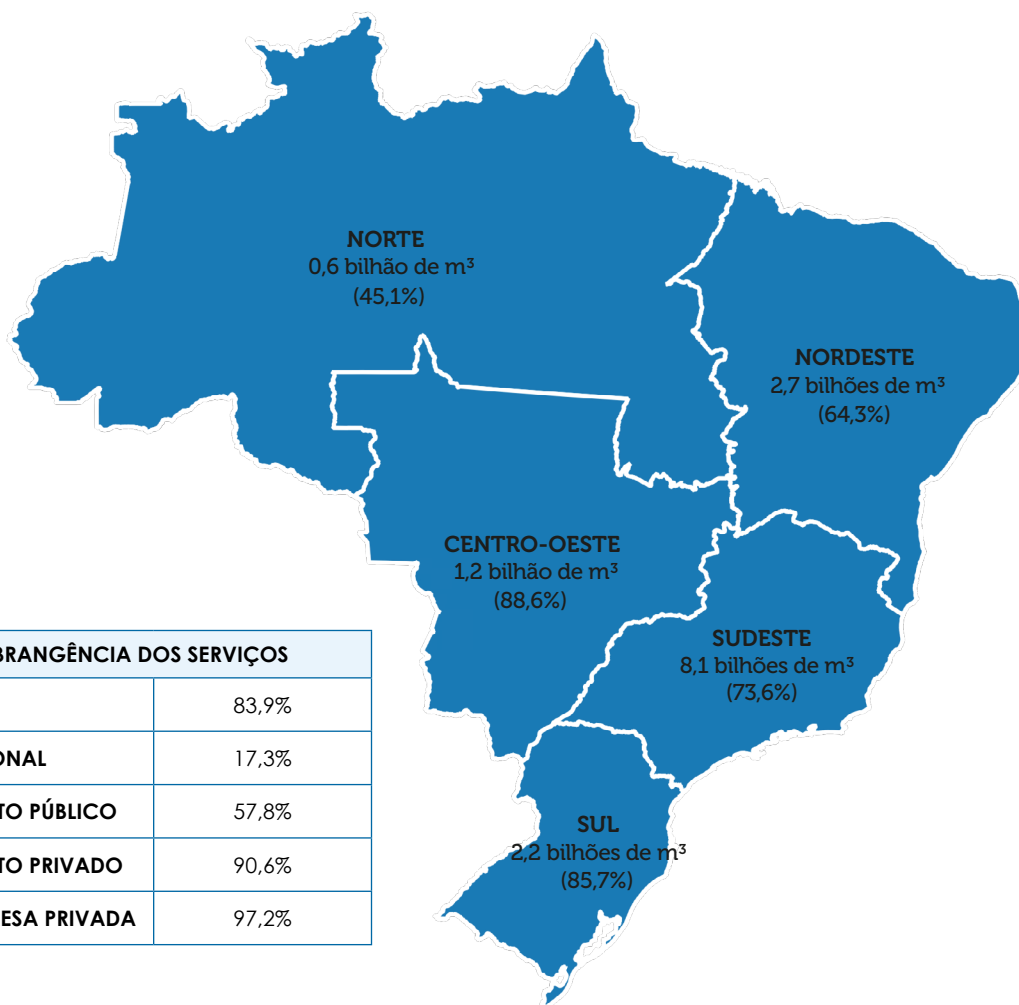 NORTE
0,6 bilhão de m³
(45,1%)
NORDESTE
2,7 bilhões de m³
(64,3%)
CENTRO-OESTE
1,2 bilhão de m³
(88,6%)
SUDESTE
8,1 bilhões de m³
(73,6%)
SUL
2,2 bilhões de m³
(85,7%)
BRANGÊNCIA DOS SERVIÇOS
83,9%
ONAL 17,3%
TO PÚBLICO 57,8%
TO PRIVADO 90,6%
ESA PRIVADA 97,2%